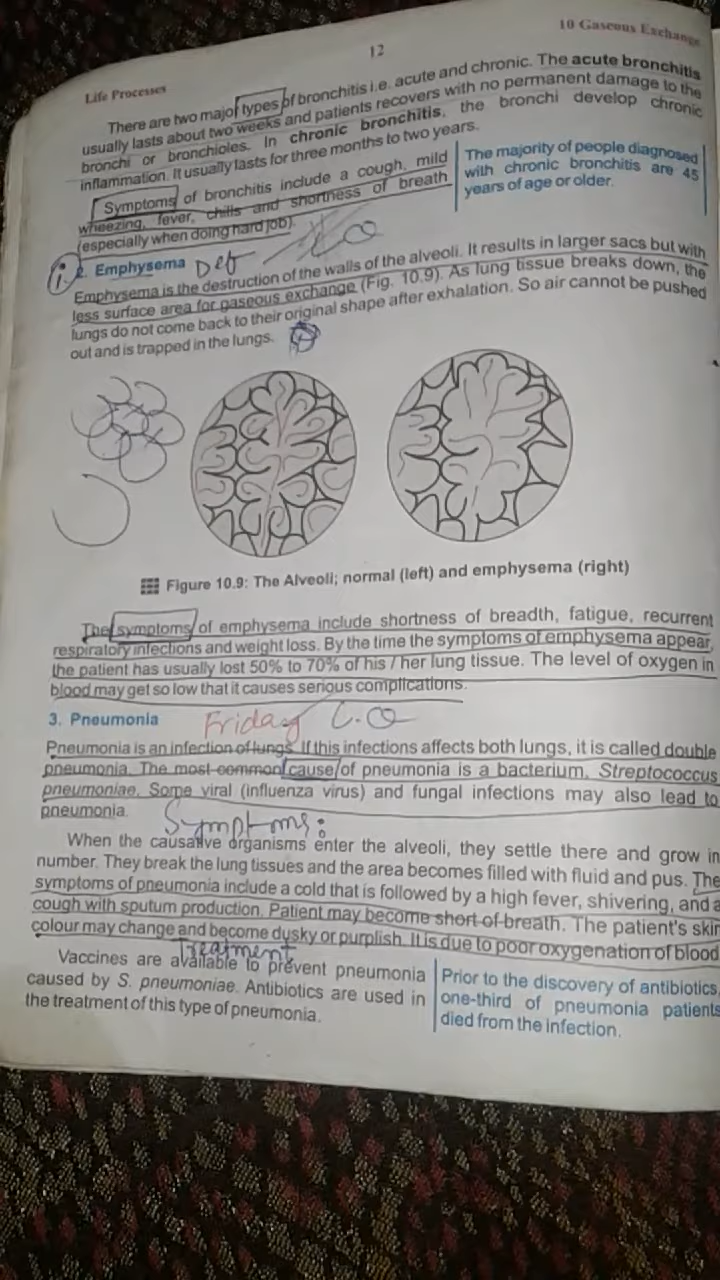 10 Gaseous Exchange
12
Life Processes
There are two major types of bronchitis i.e. acute and chronic. The acute bronchitis
usually lasts about two weeks and patients recovers with no permanent damage to the
bronchi or bronchioles. In chronic bronchitis, the bronchi develop chronic
inflammation. It usually lasts for three months to two years.
Symptoms of bronchitis include a cough, mild
wheezing, fever, chills and shortness of breath
(especially when doing hard job).
The majority of people diagnosed
with chronic bronchitis are 45
years of age or older.
2. Emphysema Def
Emphysema is the destruction of the walls of the alveoli. It results in larger sacs but with
less surface area for gaseous exchange (Fig. 10.9). As lung tissue breaks down, the
lungs do not come back to their original shape after exhalation. So air cannot be pushed
out and is trapped in the lungs.
Figure 10.9: The Alveoli; normal (left) and emphysema (right)
The symptoms of emphysema include shortness of breadth, fatigue, recurrent
respiratory infections and weight loss. By the time the symptoms of emphysema appear,
the patient has usually lost 50% to 70% of his / her lung tissue. The level of oxygen in
blood may get so low that it causes serious complications.
3. Pneumonia Friday
Pneumonia is an infection of lungs. If this infections affects both lungs, it is called double
pneumonia. The most common cause of pneumonia is a bacterium, Streptococcus
pneumoniae. Some viral (influenza virus) and fungal infections may also lead to
pneumonia.
Symptoms:
When the causative organisms enter the alveoli, they settle there and grow in
number. They break the lung tissues and the area becomes filled with fluid and pus. The
symptoms of pneumonia include a cold that is followed by a high fever, shivering, and a
cough with sputum production. Patient may become short of breath. The patient's skin
colour may change and become dusky or purplish. It is due to poor oxygenation of blood
Treatment
Vaccines are available to prevent pneumonia
caused by S. pneumoniae. Antibiotics are used in
the treatment of this type of pneumonia.
Prior to the discovery of antibiotics,
one-third of pneumonia patients
died from the infection.